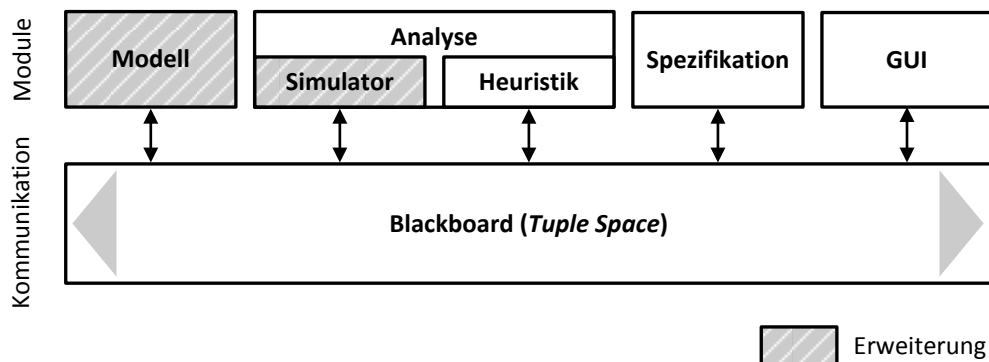 Module
Modell
Analyse
Simulator
Heuristik
Spezifikation
GUI
Kommunikation
Blackboard (Tuple Space)
Erweiterung